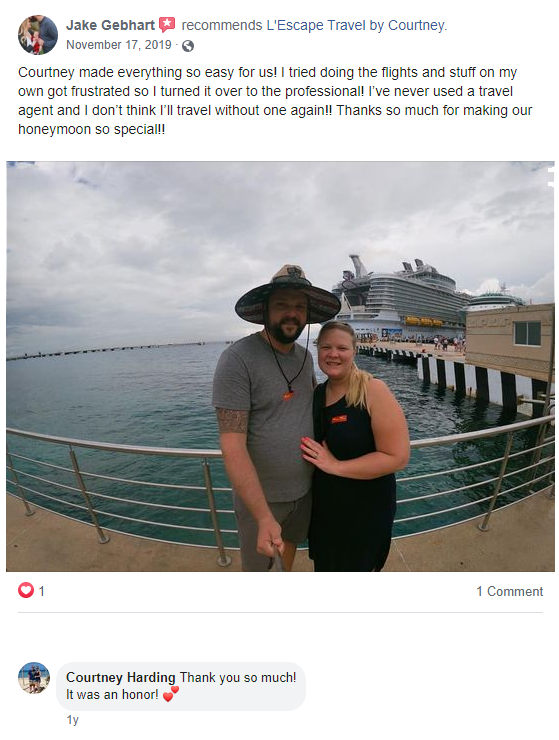 Jake Gebhart recommends L'Escape Travel by Courtney.
November 17, 2019 ·
Courtney made everything so easy for us! I tried doing the flights and stuff on my
own got frustrated so I turned it over to the professional! I've never used a travel
agent and I don't think I'll travel without one again!! Thanks so much for making our
honeymoon so special!!
1
1 Comment
Courtney Harding Thank you so much!
It was an honor! 💕
1y